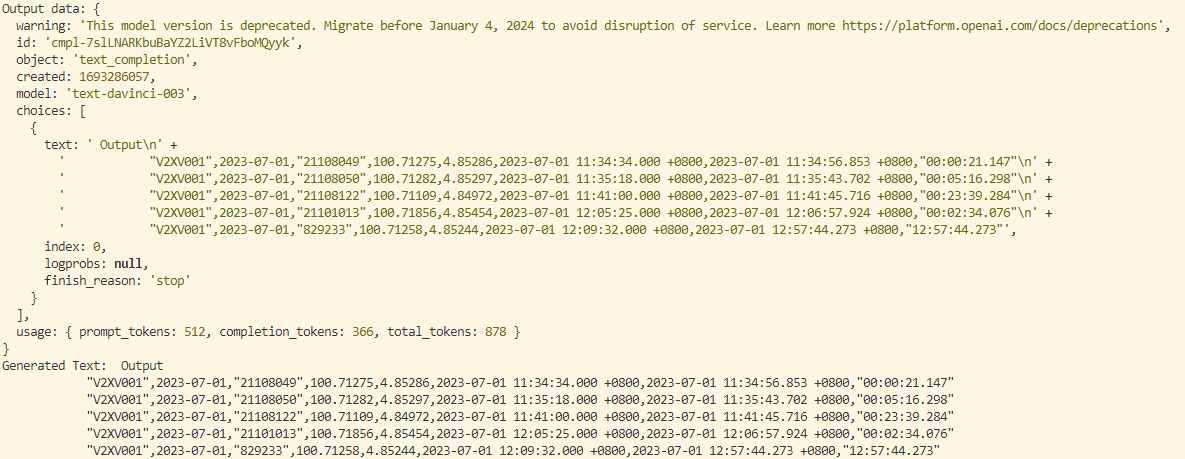 Output data: {
  warning: 'This model version is deprecated. Migrate before January 4, 2024 to avoid disruption of service. Learn more https://platform.openai.com/docs/deprecations',
  id: 'cmpl-7slLNARKbuBaYZ2LiVT8vFboMQyyk',
  object: 'text_completion',
  created: 1693286057,
  model: 'text-davinci-003',
  choices: [
    {
      text: ' Output\n' +
        '            "V2XV001",2023-07-01,"21108049",100.71275,4.85286,2023-07-01 11:34:34.000 +0800,2023-07-01 11:34:56.853 +0800,"00:00:21.147"\n' +
        '            "V2XV001",2023-07-01,"21108050",100.71282,4.85297,2023-07-01 11:35:18.000 +0800,2023-07-01 11:35:43.702 +0800,"00:05:16.298"\n' +
        '            "V2XV001",2023-07-01,"21108122",100.71109,4.84972,2023-07-01 11:41:00.000 +0800,2023-07-01 11:41:45.716 +0800,"00:23:39.284"\n' +
        '            "V2XV001",2023-07-01,"21101013",100.71856,4.85454,2023-07-01 12:05:25.000 +0800,2023-07-01 12:06:57.924 +0800,"00:02:34.076"\n' +
        '            "V2XV001",2023-07-01,"829233",100.71258,4.85244,2023-07-01 12:09:32.000 +0800,2023-07-01 12:57:44.273 +0800,"12:57:44.273"',
      index: 0,
      logprobs: null,
      finish_reason: 'stop'
    }
  ],
  usage: { prompt_tokens: 512, completion_tokens: 366, total_tokens: 878 }
}
Generated Text:  Output
            "V2XV001",2023-07-01,"21108049",100.71275,4.85286,2023-07-01 11:34:34.000 +0800,2023-07-01 11:34:56.853 +0800,"00:00:21.147"
            "V2XV001",2023-07-01,"21108050",100.71282,4.85297,2023-07-01 11:35:18.000 +0800,2023-07-01 11:35:43.702 +0800,"00:05:16.298"
            "V2XV001",2023-07-01,"21108122",100.71109,4.84972,2023-07-01 11:41:00.000 +0800,2023-07-01 11:41:45.716 +0800,"00:23:39.284"
            "V2XV001",2023-07-01,"21101013",100.71856,4.85454,2023-07-01 12:05:25.000 +0800,2023-07-01 12:06:57.924 +0800,"00:02:34.076"
            "V2XV001",2023-07-01,"829233",100.71258,4.85244,2023-07-01 12:09:32.000 +0800,2023-07-01 12:57:44.273 +0800,"12:57:44.273"